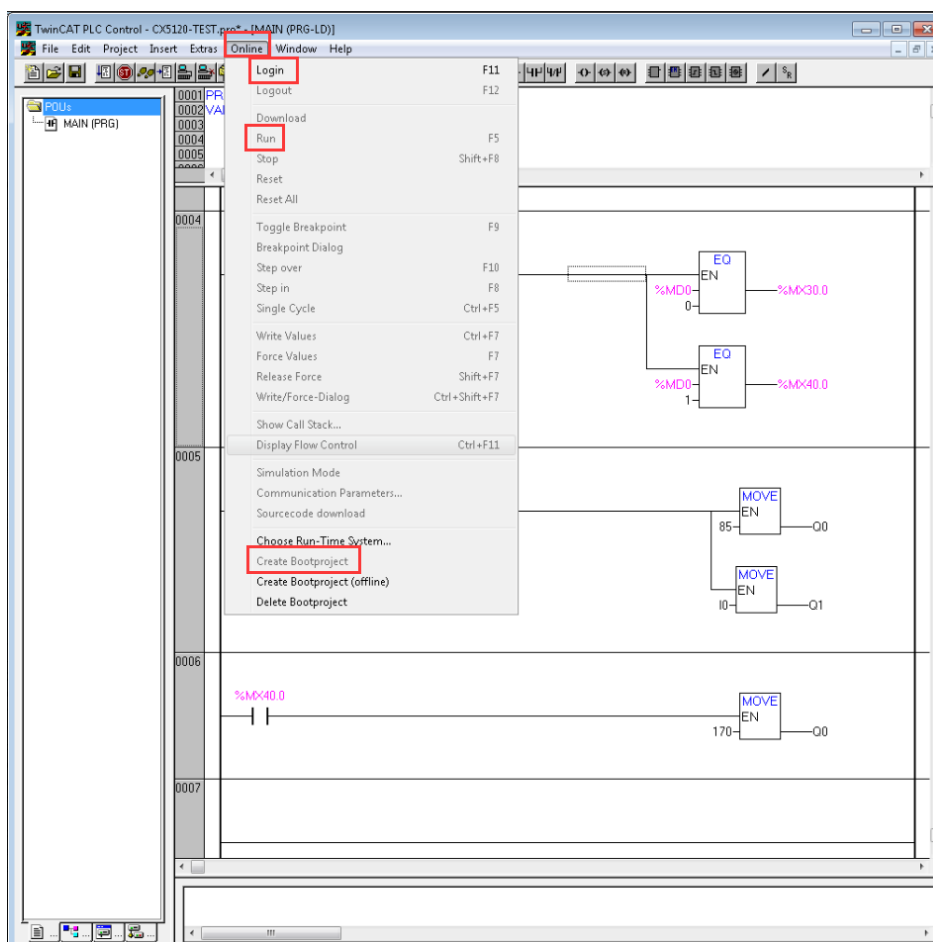 TwinCAT PLC Control - CX5120-TEST.pro* - [MAIN (PRG-LD)]
File Edit Project Insert Extras Online Window Help
POUs
MAIN (PRG)
0001 PR
0002 VA
0003
0004
0005
Login F11
Logout F12
Download
Run F5
Stop Shift+F8
Reset
Reset All
Toggle Breakpoint F9
Breakpoint Dialog
Step over F10
Step in F8
Single Cycle Ctrl+F5
Write Values Ctrl+F7
Force Values F7
Release Force Shift+F7
Write/Force-Dialog Ctrl+Shift+F7
Show Call Stack...
Display Flow Control Ctrl+F11
Simulation Mode
Communication Parameters...
Sourcecode download
Choose Run-Time System...
Create Bootproject
Create Bootproject (offline)
Delete Bootproject
0004
EQ
EN
%MD0 %MX30.0
0
EQ
EN
%MD0 %MX40.0
1
0005
MOVE
EN
85 Q0
MOVE
EN
I0 Q1
0006
%MX40.0
MOVE
EN
170 Q0
0007